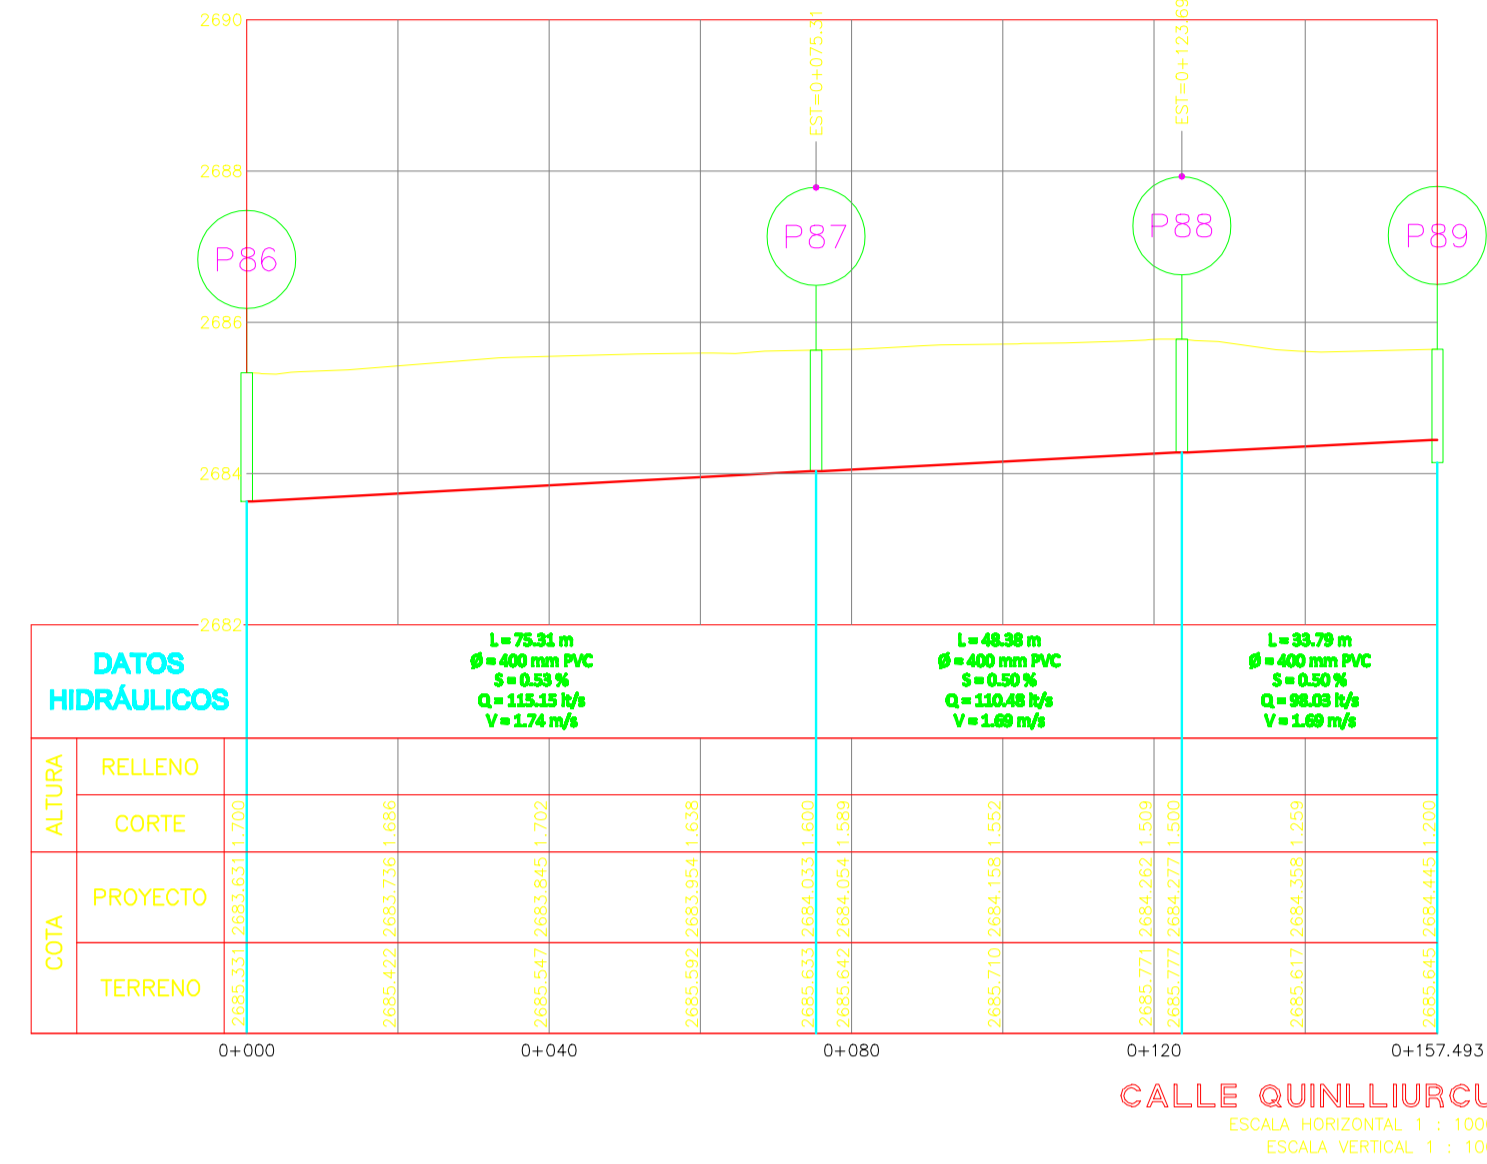 2690
EST=0+075.31
EST=0+123.69
2688
P86
P87
P88
P89
2686
2684
2682
DATOS
HIDRÁULICOS
L = 75.31 m
Ø = 400 mm PVC
S = 0.53 %
Q = 115.15 lt/s
V = 1.74 m/s
L = 48.38 m
Ø = 400 mm PVC
S = 0.50 %
Q = 110.48 lt/s
V = 1.69 m/s
L = 33.79 m
Ø = 400 mm PVC
S = 0.50 %
Q = 98.03 lt/s
V = 1.69 m/s
ALTURA
RELLENO
CORTE
1.700 1.686 1.702 1.638 1.600 1.589 1.552 1.509 1.500 1.259 1.200
COTA
PROYECTO
2683.631 2683.736 2683.845 2683.954 2684.033 2684.054 2684.158 2684.262 2684.277 2684.358 2684.445
TERRENO
2685.331 2685.422 2685.547 2685.592 2685.633 2685.642 2685.710 2685.771 2685.777 2685.617 2685.645
0+000 0+040 0+080 0+120 0+157.493
CALLE QUINLLIURCU
ESCALA HORIZONTAL 1 : 100
ESCALA VERTICAL 1 : 10